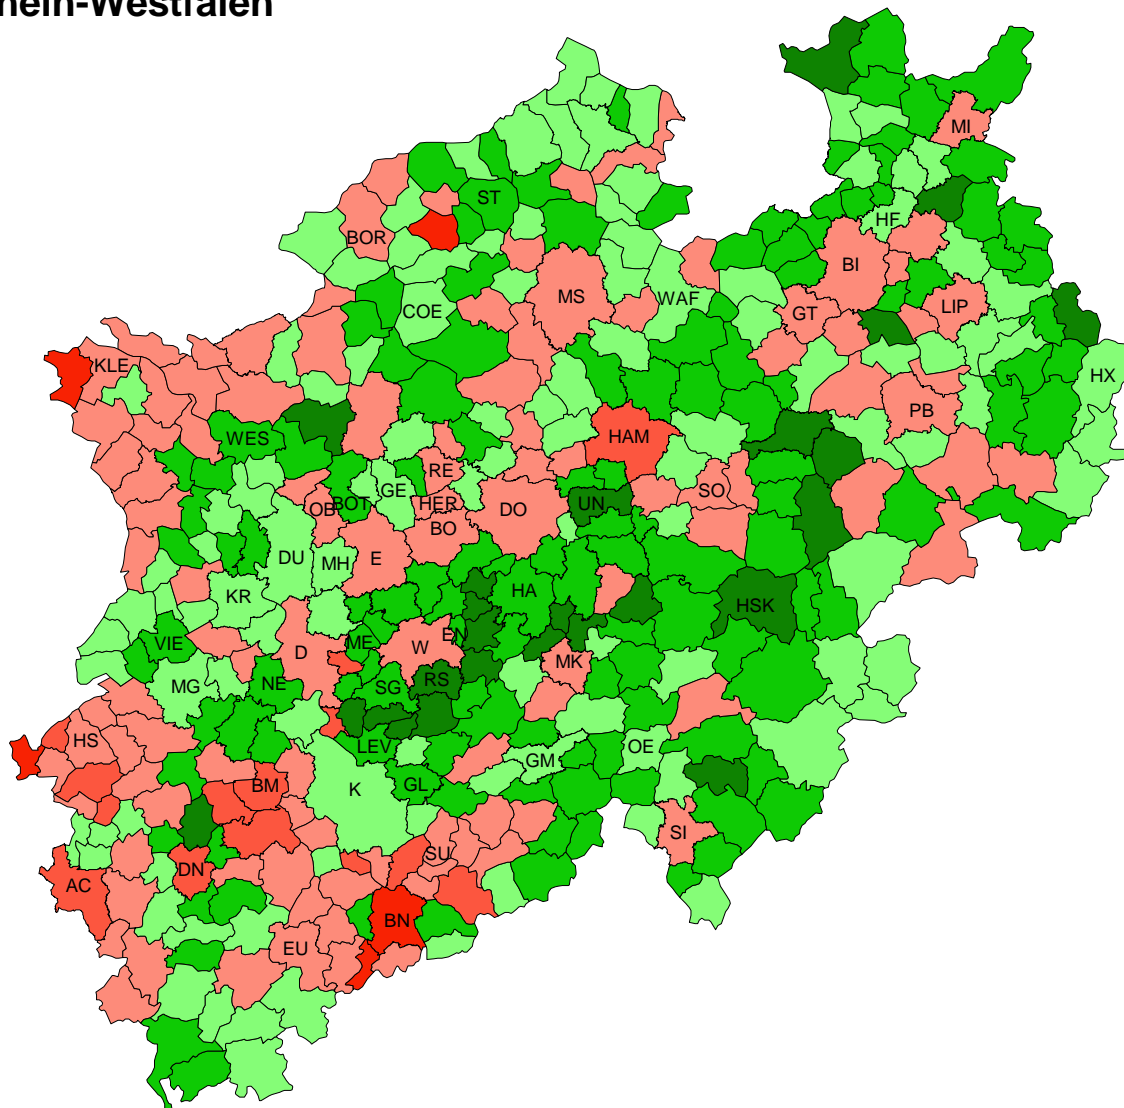 hein-Westfalen
MI
ST
HF
BOR
BI
MS
WAF
LIP
COE
GT
KLE
HX
PB
HAM
WES
RE
GE
SO
BOT
HER
UN
OB
DO
BO
DU
E
MH
HA
KR
HSK
EN
VIE
ME
W
D
MK
RS
NE
MG
SG
HS
LEV
OE
GM
BM
GL
K
SI
SU
DN
AC
BN
EU